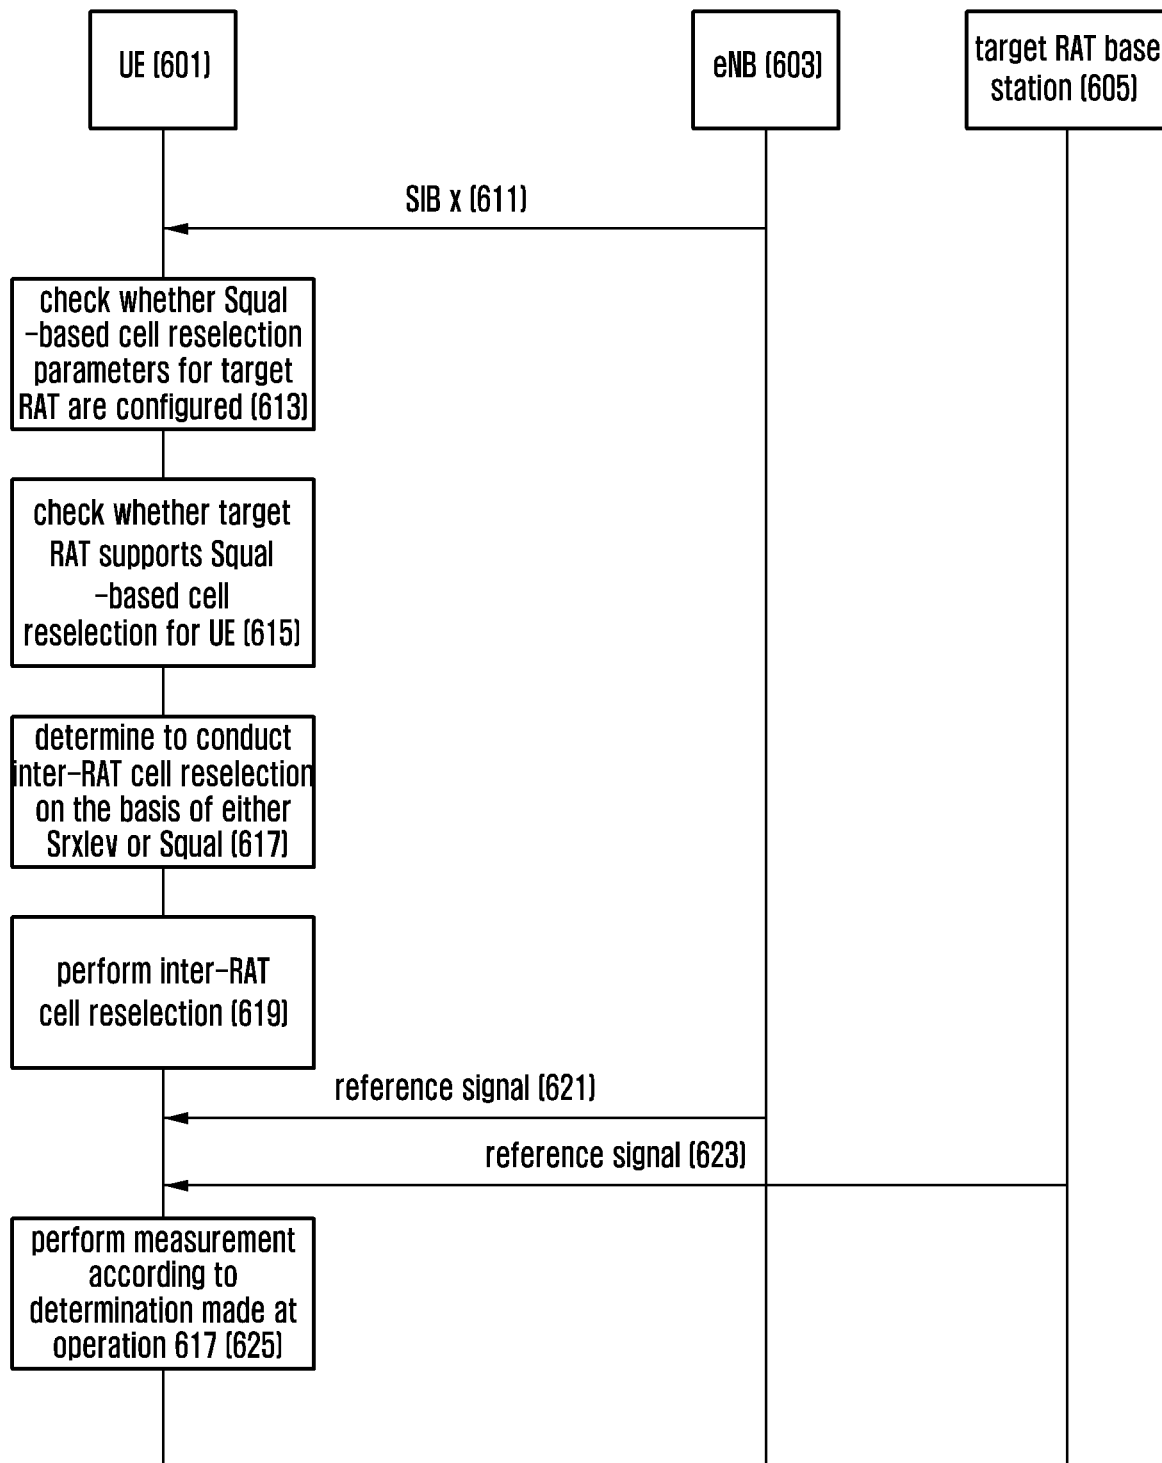 UE (601)
eNB (603)
target RAT base
station (605)
SIB x (611)
check whether Squal
-based cell reselection
parameters for target
RAT are configured (613)
check whether target
RAT supports Squal
-based cell
reselection for UE (615)
determine to conduct
inter-RAT cell reselection
on the basis of either
Srxlev or Squal (617)
perform inter-RAT
cell reselection (619)
reference signal (621)
reference signal (623)
perform measurement
according to
determination made at
operation 617 (625)